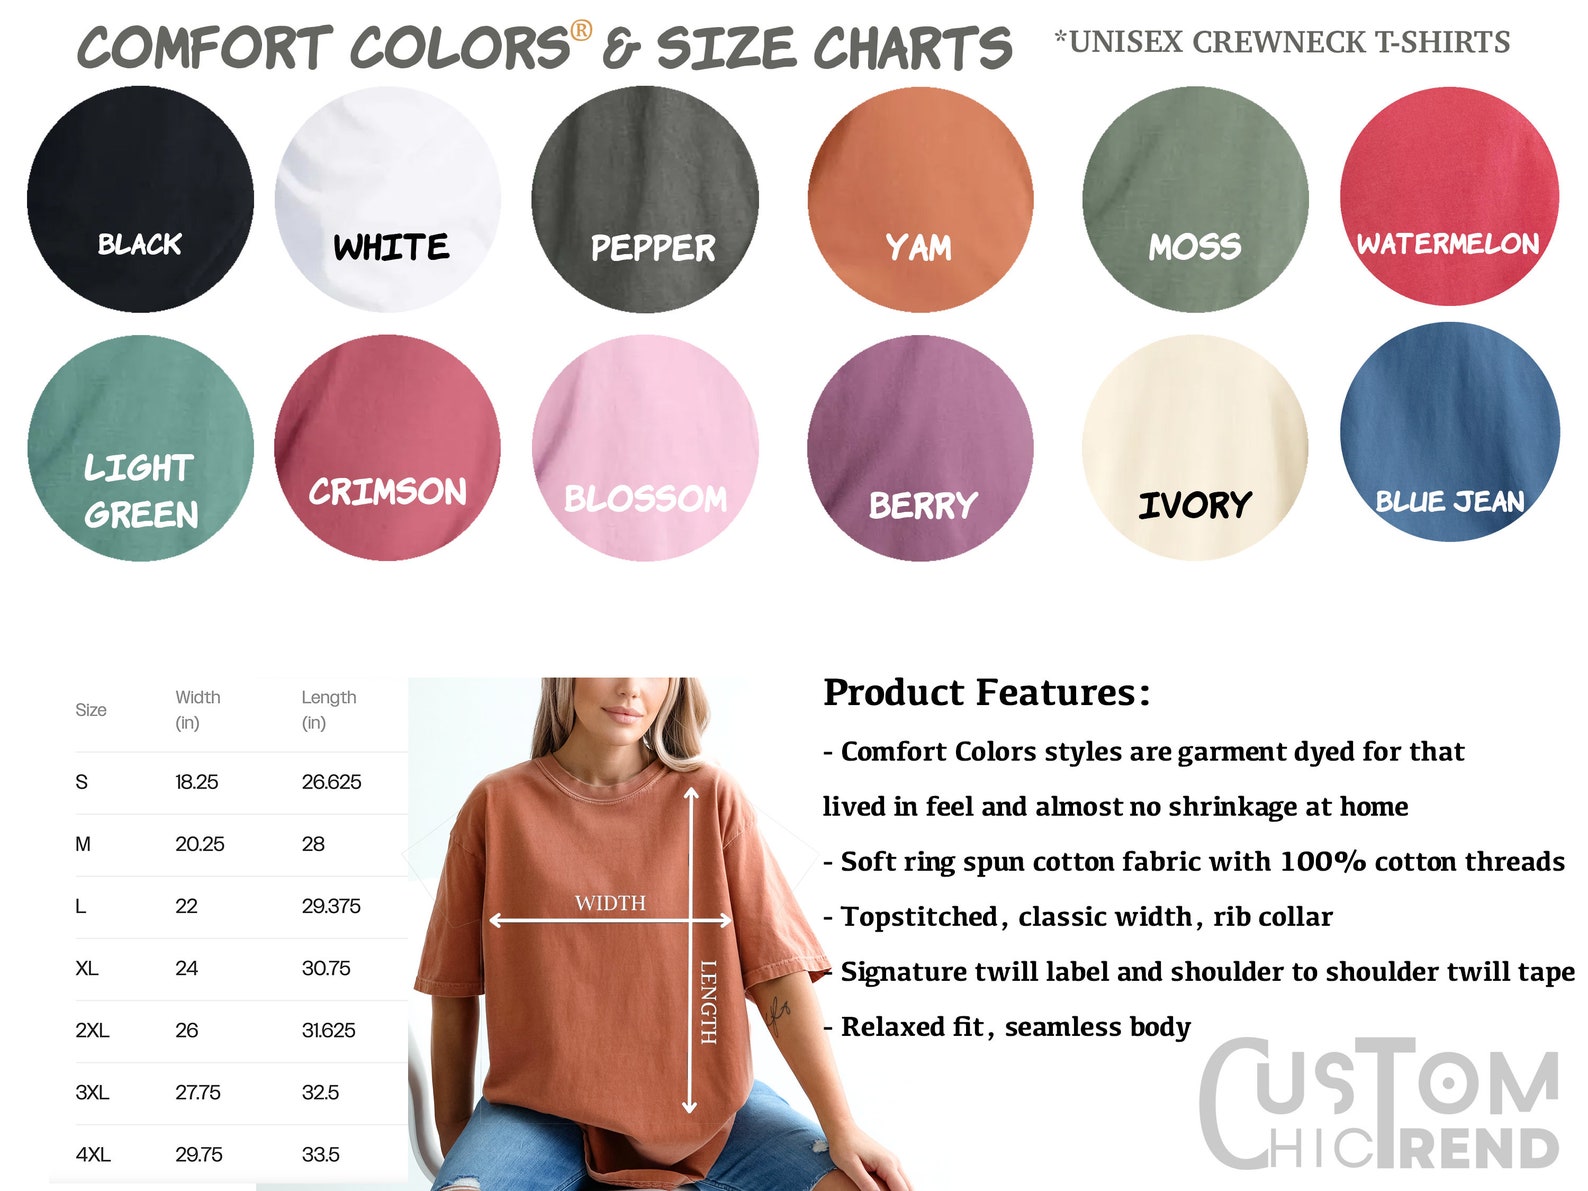 COMFORT COLORS® & SIZE CHARTS
*UNISEX CREWNECK T-SHIRTS
BLACK
WHITE
PEPPER
YAM
MOSS
WATERMELON
LIGHT
GREEN
CRIMSON
BLOSSOM
BERRY
IVORY
BLUE JEAN
Size Width (in) Length (in)
S 18.25 26.625
M 20.25 28
L 22 29.375
XL 24 30.75
2XL 26 31.625
3XL 27.75 32.5
4XL 29.75 33.5
WIDTH
LENGTH
Product Features:
- Comfort Colors styles are garment dyed for that
lived in feel and almost no shrinkage at home
- Soft ring spun cotton fabric with 100% cotton threads
- Topstitched, classic width, rib collar
- Signature twill label and shoulder to shoulder twill tape
- Relaxed fit, seamless body
CUSTOM
CHIC TREND